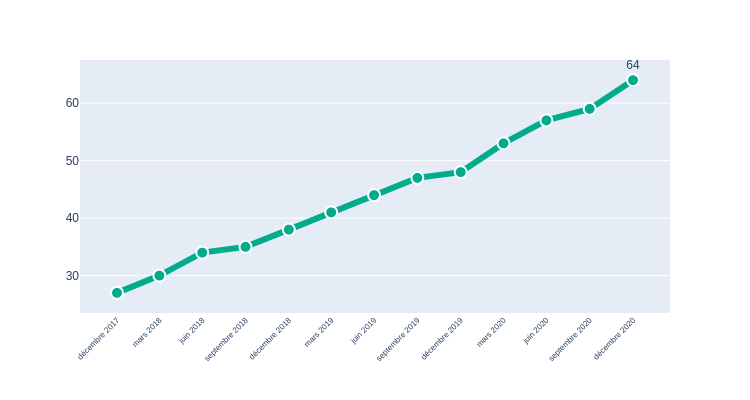 64
60
50
40
30
décembre 2017
mars 2018
juin 2018
septembre 2018
décembre 2018
mars 2019
juin 2019
septembre 2019
décembre 2019
mars 2020
juin 2020
septembre 2020
décembre 2020